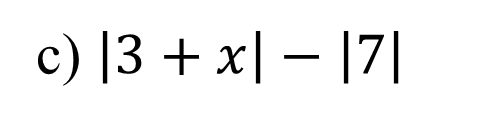 c) |3 + x| − |7|